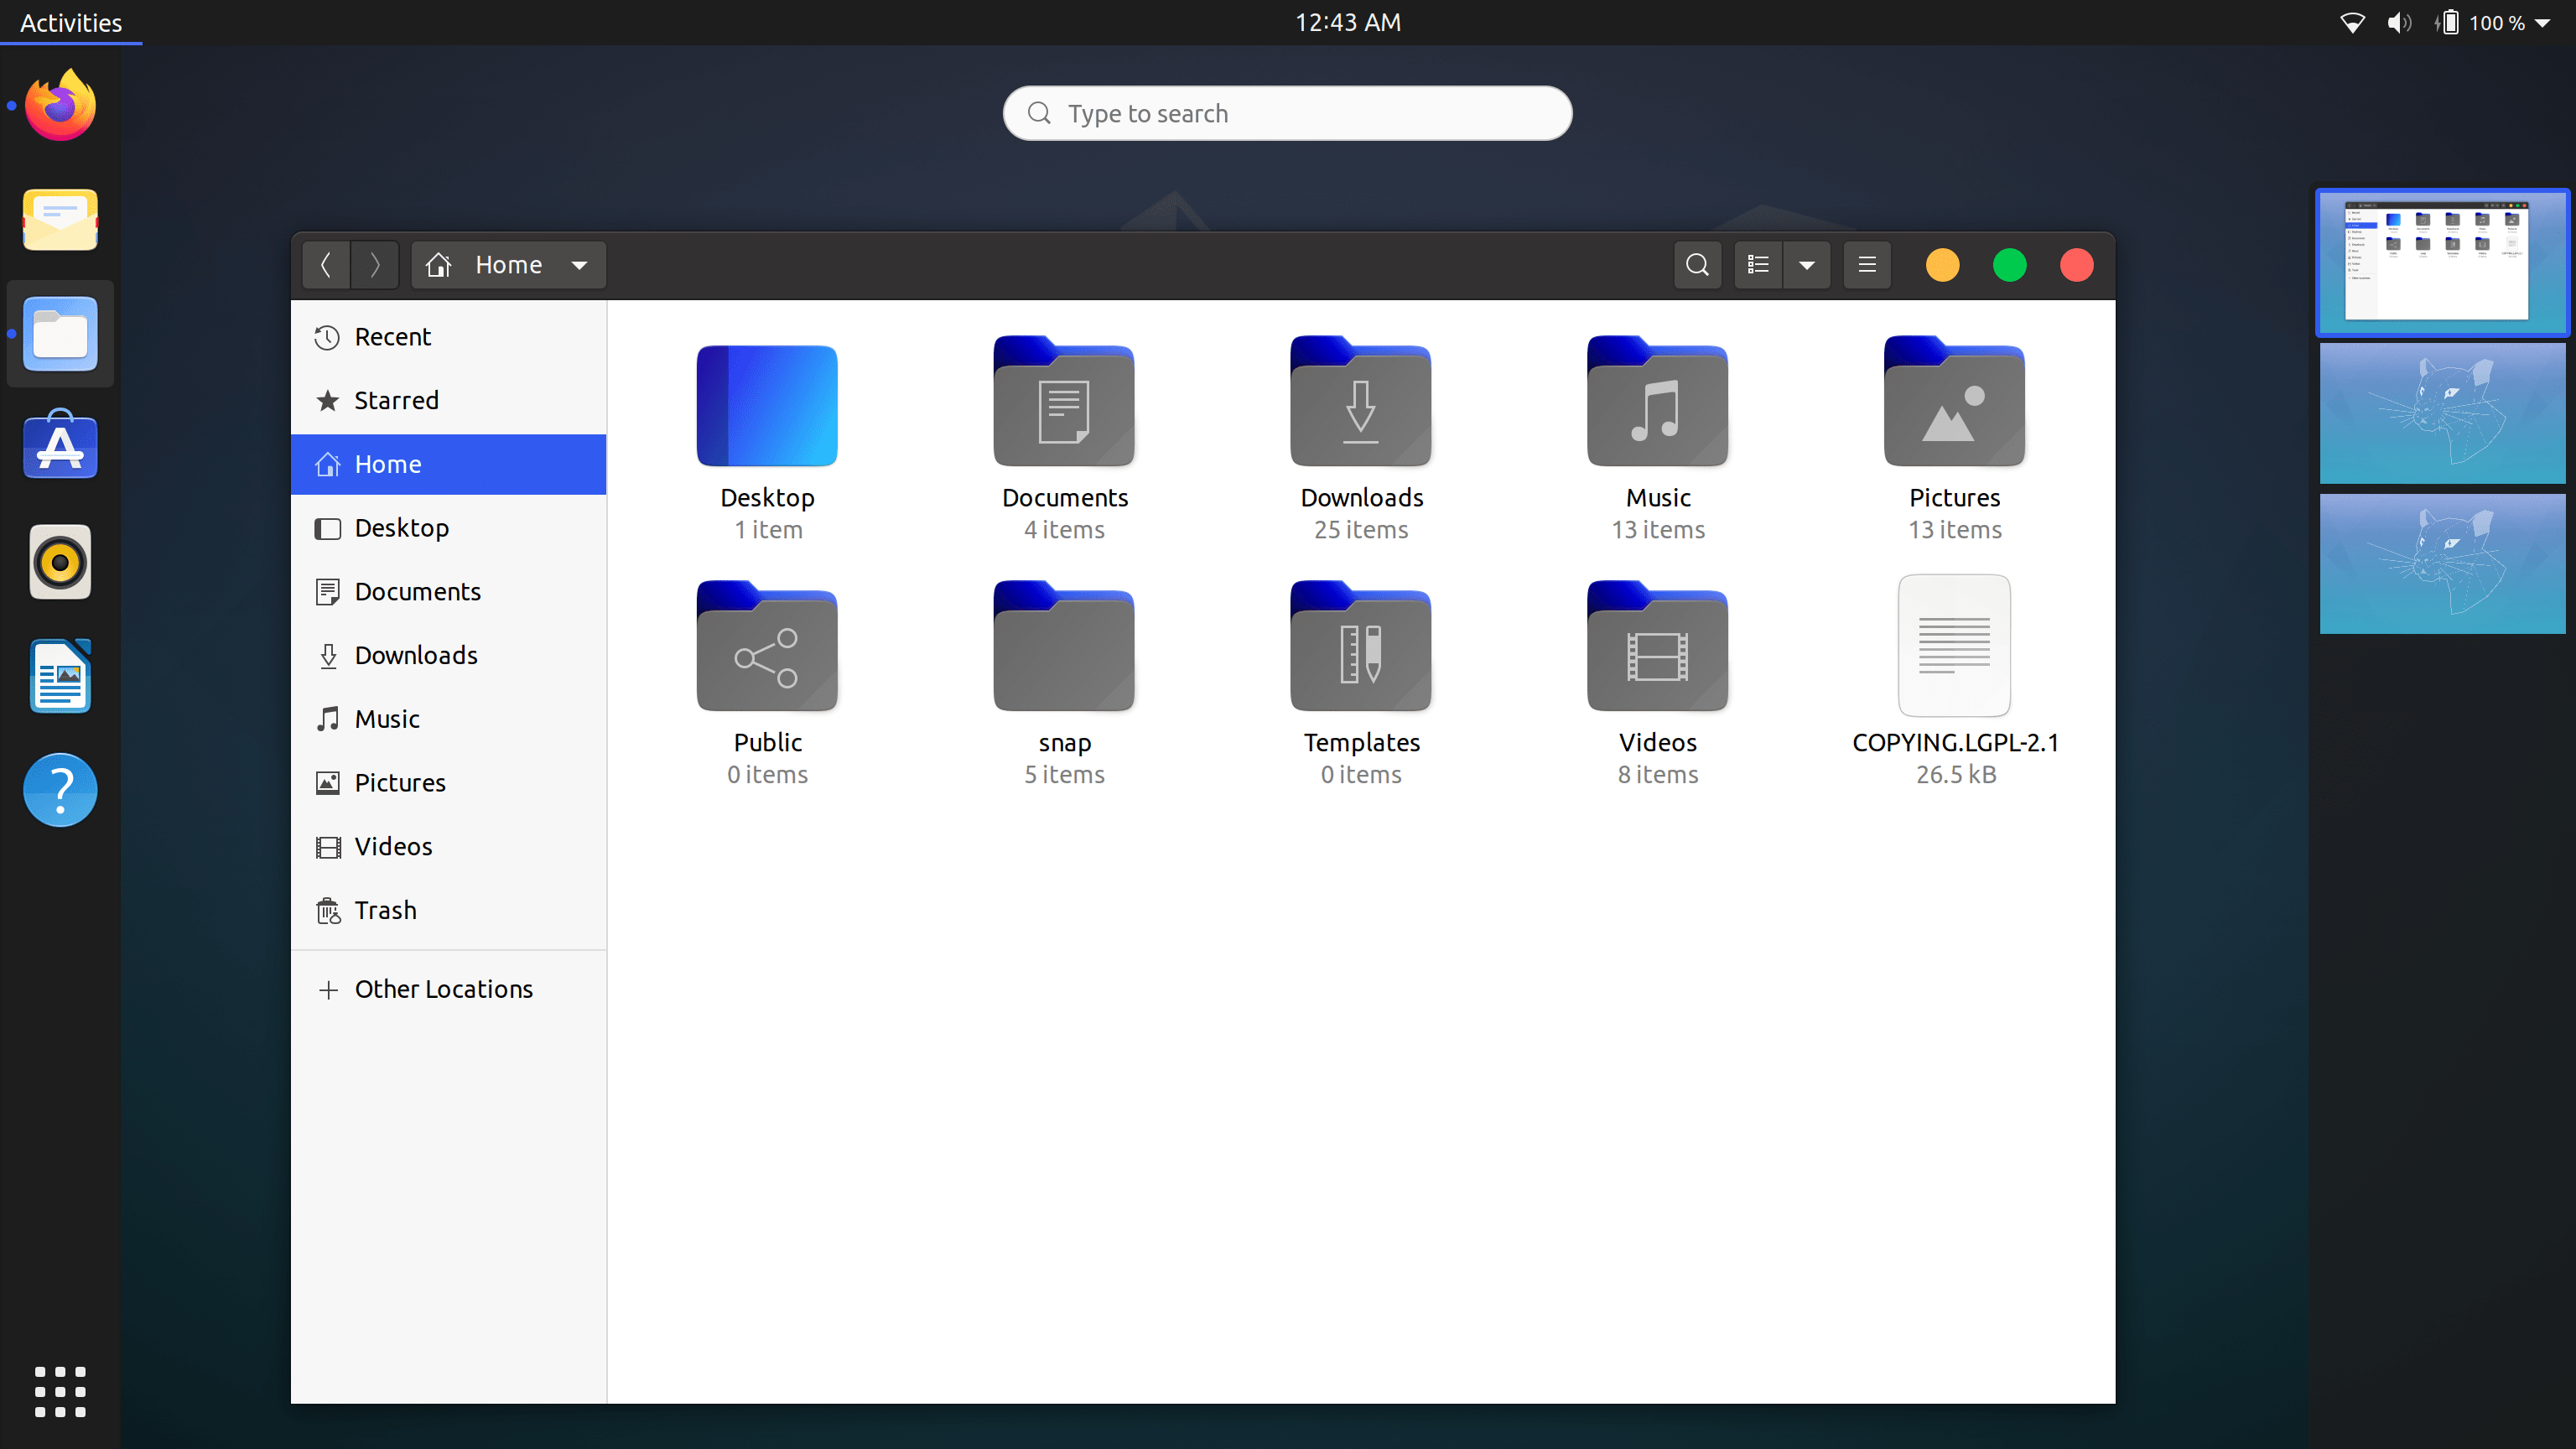 Activities
12:43 AM
100 %
Type to search
Home
Recent
Starred
Home
Desktop
Documents
Downloads
Music
Pictures
Videos
Trash
Other Locations
Desktop
1 item
Documents
4 items
Downloads
25 items
Music
13 items
Pictures
13 items
Public
0 items
snap
5 items
Templates
0 items
Videos
8 items
COPYING.LGPL-2.1
26.5 kB